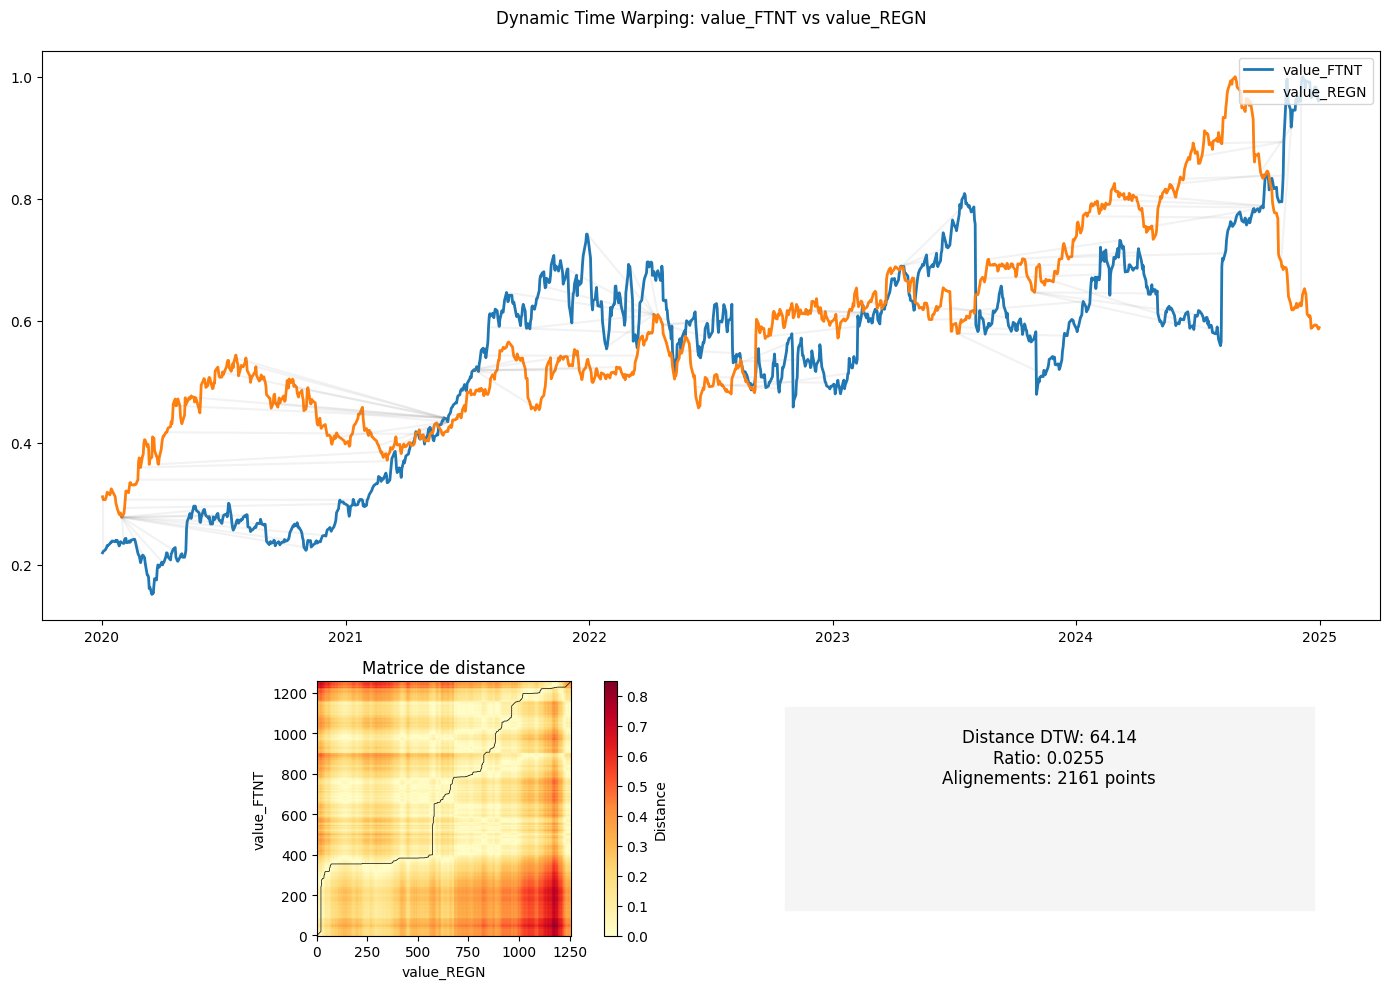 Dynamic Time Warping: value_FTNT vs value_REGN
value_FTNT
value_REGN
1.0
0.8
0.6
0.4
0.2
2020 2021 2022 2023 2024 2025
Matrice de distance
1200
1000
800
600
400
200
0
value_FTNT
0 250 500 750 1000 1250
value_REGN
0.8
0.7
0.6
0.5
0.4
0.3
0.2
0.1
0.0
Distance
Distance DTW: 64.14
Ratio: 0.0255
Alignements: 2161 points